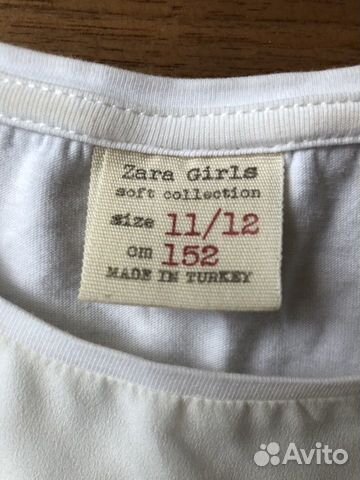 Zara Girls
soft collection
size 11/12
cm 152
MADE IN TURKEY
Avito